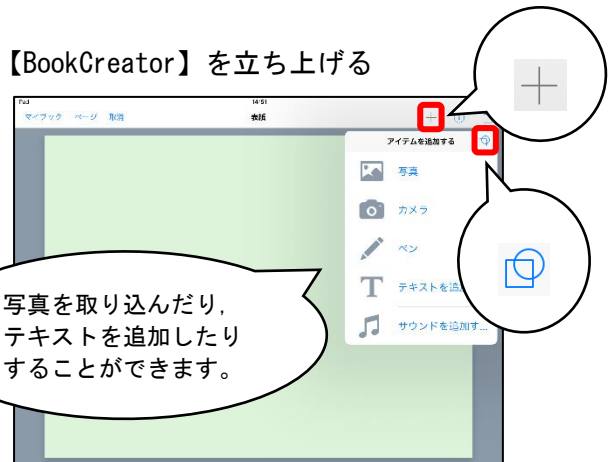 【BookCreator】を立ち上げる
iPad
14:51
マイブック ページ 取消
表紙
アイテムを追加する
写真
カメラ
ペン
テキストを追
サウンドを追加す...
写真を取り込んだり,
テキストを追加したり
することができます。